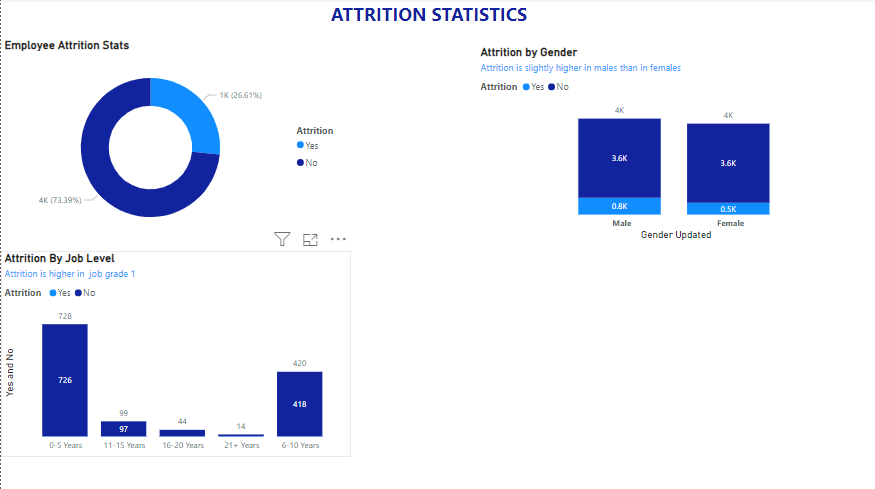 ATTRITION STATISTICS
Employee Attrition Stats
1K (26.61%)
4K (73.39%)
Attrition
Yes
No
Attrition by Gender
Attrition is slightly higher in males than in females
Attrition Yes No
4K 4K
3.6K 3.6K
0.8K 0.5K
Male Female
Gender Updated
Attrition By Job Level
Attrition is higher in job grade 1
Attrition Yes No
Yes and No
728 99 44 14 420
726 97 418
0-5 Years 11-15 Years 16-20 Years 21+ Years 6-10 Years